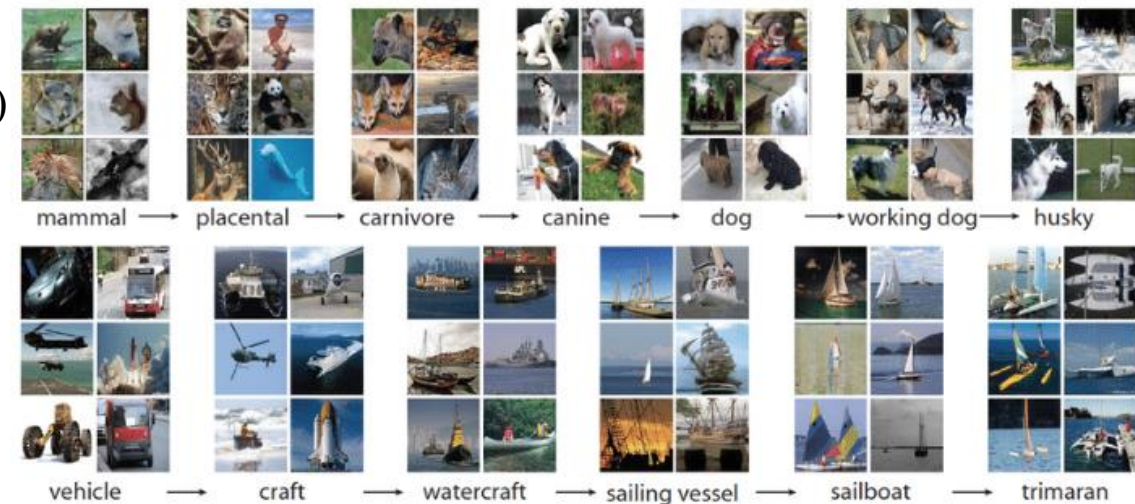 )
mammal → placental → carnivore → canine → dog → working dog → husky
vehicle → craft → watercraft → sailing vessel → sailboat → trimaran